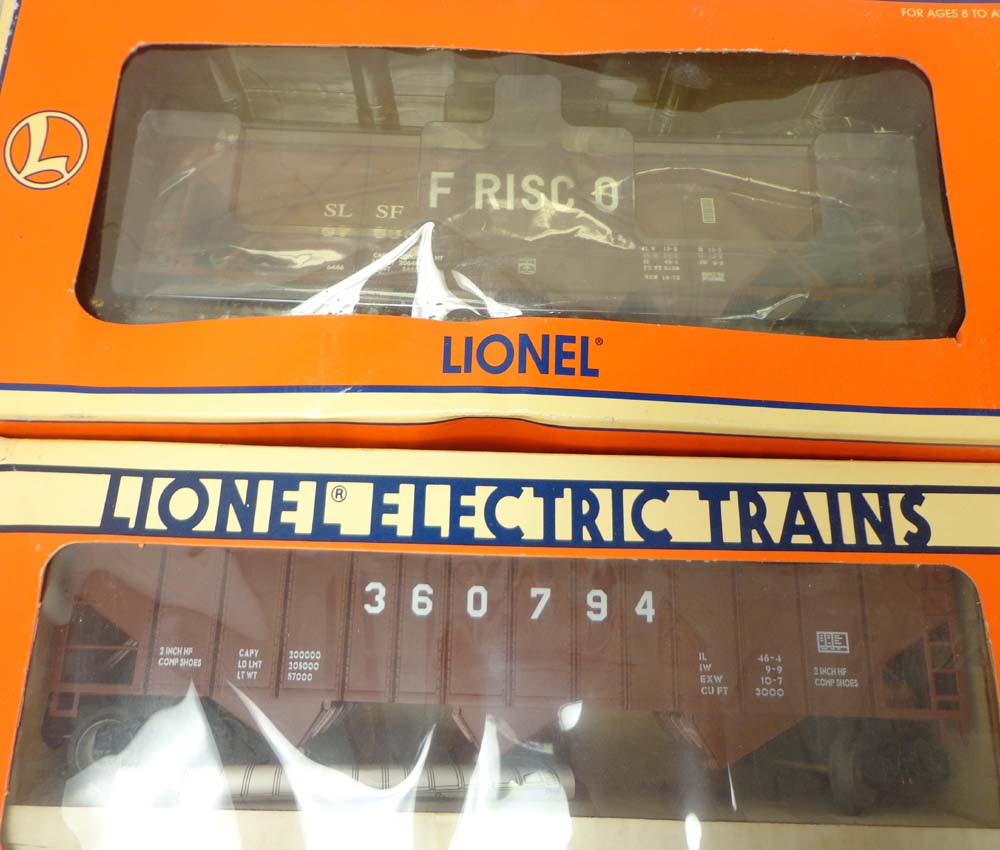 FOR AGES 8 TO
L
F RISC O
SL SF
6466
LIONEL®
LIONEL® ELECTRIC TRAINS
360794
2 INCH HF
COMP SHOES
CAPY 200000
LD LMT 205000
LT WT 57000
IL 46-4
IW 9-9
EXW 10-7
CU FT 3000
2 INCH HF
COMP SHOES